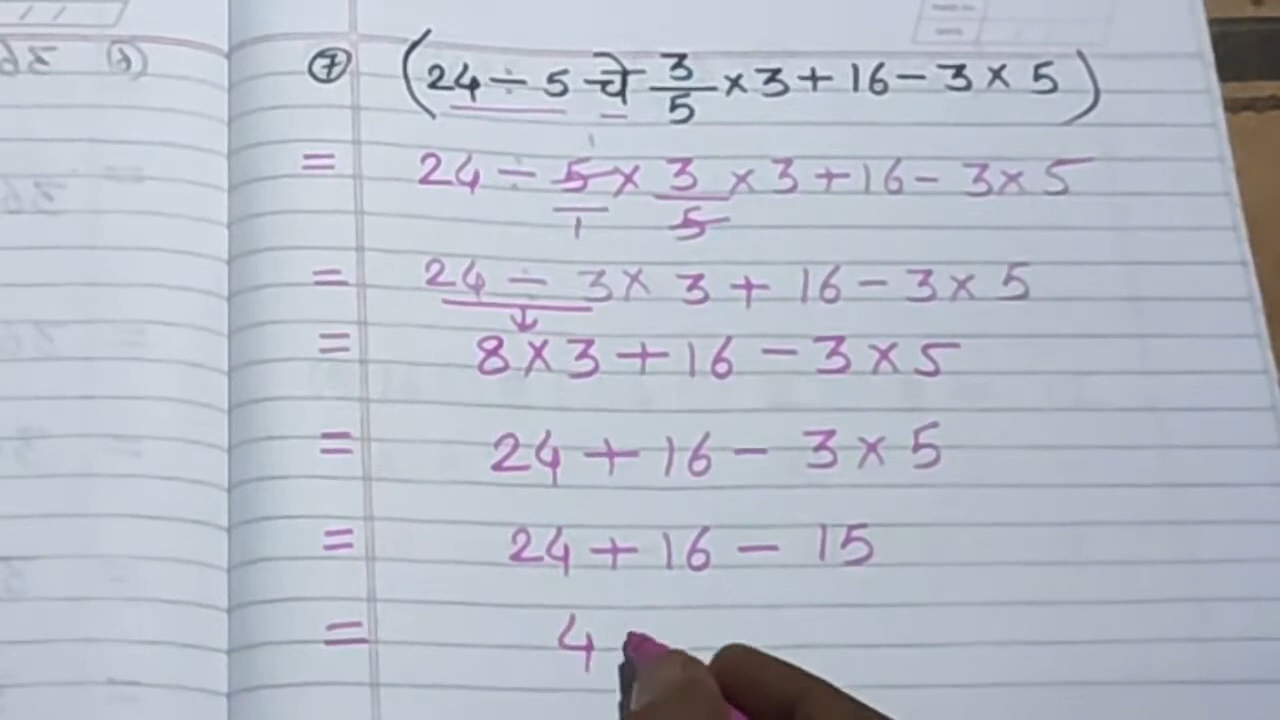 ⑦ (24 ÷ 5 चे 3/5 × 3 + 16 - 3 × 5)
= 24 ÷ 5/1 × 3/5 × 3 + 16 - 3 × 5
= 24 ÷ 3 × 3 + 16 - 3 × 5
= 8 × 3 + 16 - 3 × 5
= 24 + 16 - 3 × 5
= 24 + 16 - 15
= 4